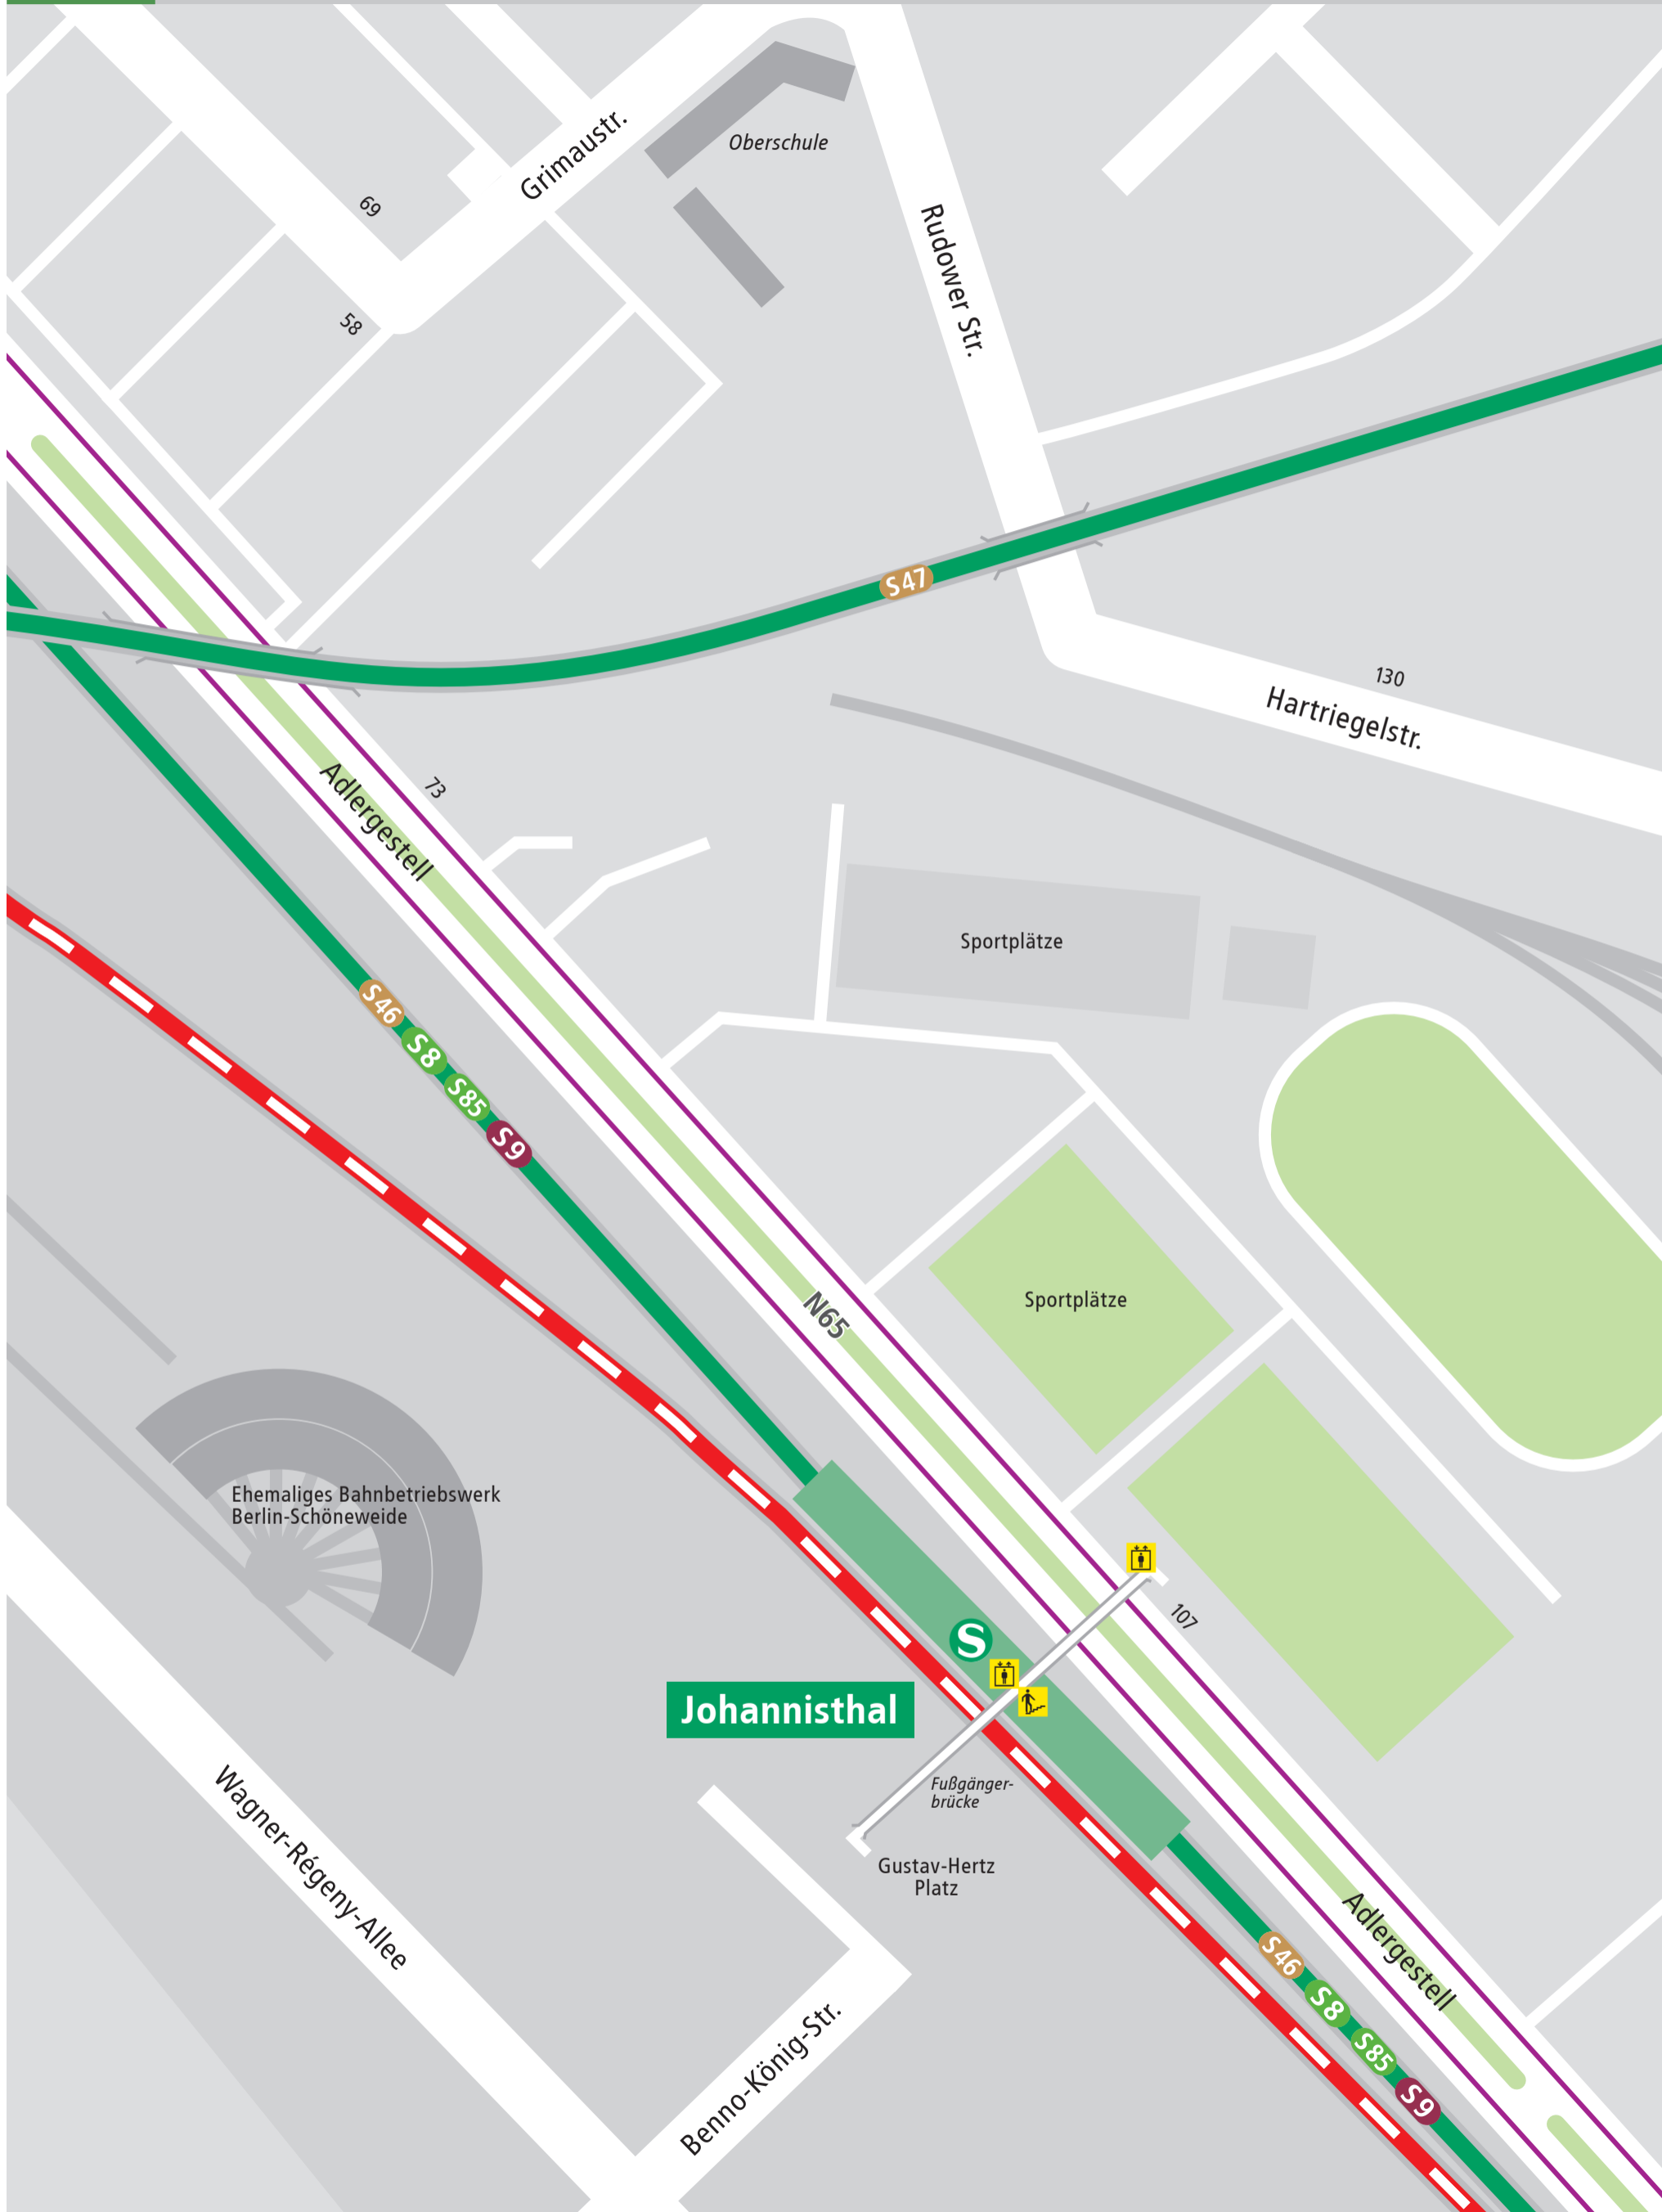 Grimaustr.
Oberschule
69
Rudower Str.
58
S47
130
Hartriegelstr.
Adlergestell
73
Sportplätze
S46
S8
S85
S9
N65
Sportplätze
Ehemaliges Bahnbetriebswerk
Berlin-Schöneweide
107
S
Johannisthal
Fußgänger-
brücke
Gustav-Hertz
Platz
Wagner-Régeny-Allee
Adlergestell
S46
S8
S85
S9
Benno-König-Str.